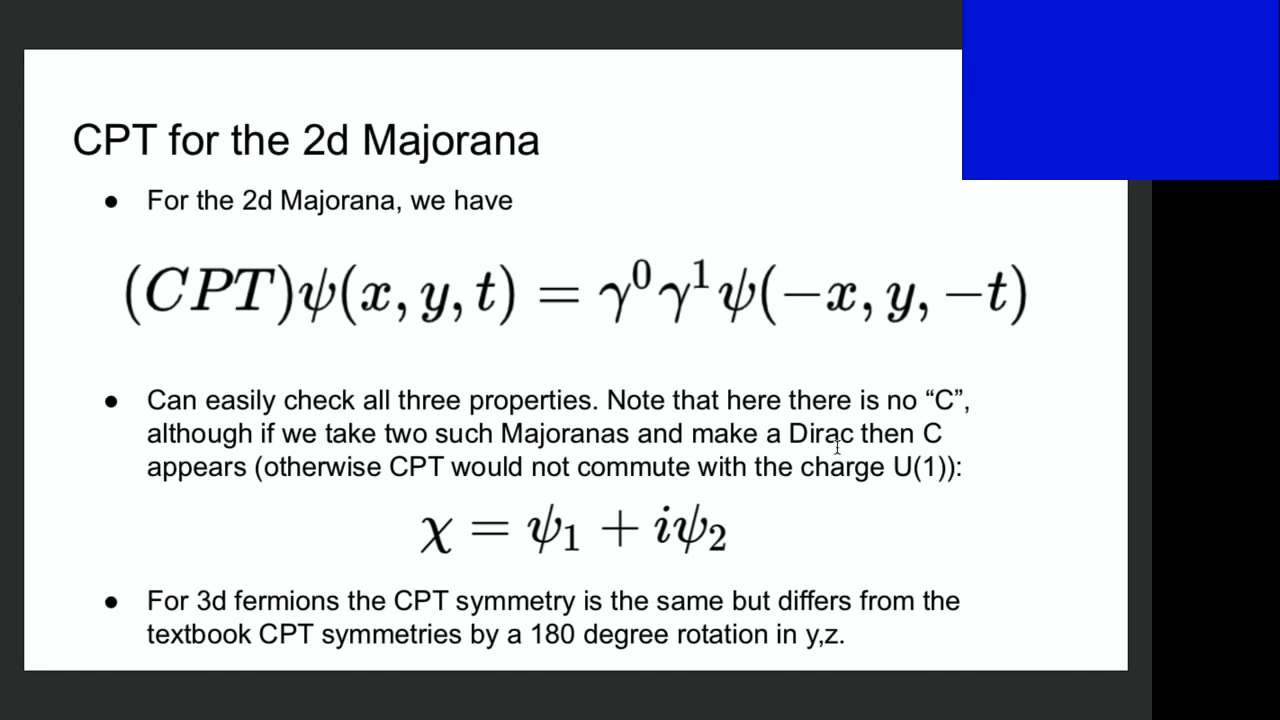 CPT for the 2d Majorana
● For the 2d Majorana, we have
(CPT)ψ(x, y, t) = γ⁰γ¹ψ(−x, y, −t)
● Can easily check all three properties. Note that here there is no “C”,
although if we take two such Majoranas and make a Dirac then C
appears (otherwise CPT would not commute with the charge U(1)):
χ = ψ₁ + iψ₂
● For 3d fermions the CPT symmetry is the same but differs from the
textbook CPT symmetries by a 180 degree rotation in y,z.